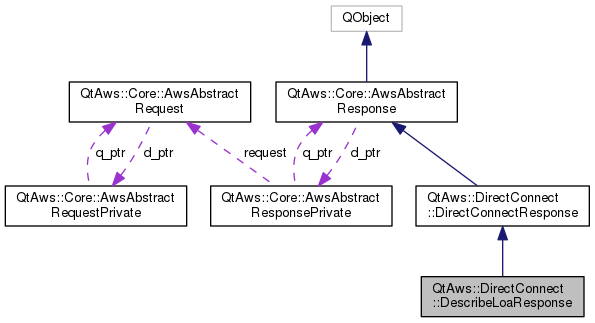 QObject
QtAws::Core::AwsAbstract
Request
QtAws::Core::AwsAbstract
Response
q_ptr
d_ptr
request
q_ptr
d_ptr
QtAws::Core::AwsAbstract
RequestPrivate
QtAws::Core::AwsAbstract
ResponsePrivate
QtAws::DirectConnect
::DirectConnectResponse
QtAws::DirectConnect
::DescribeLoaResponse